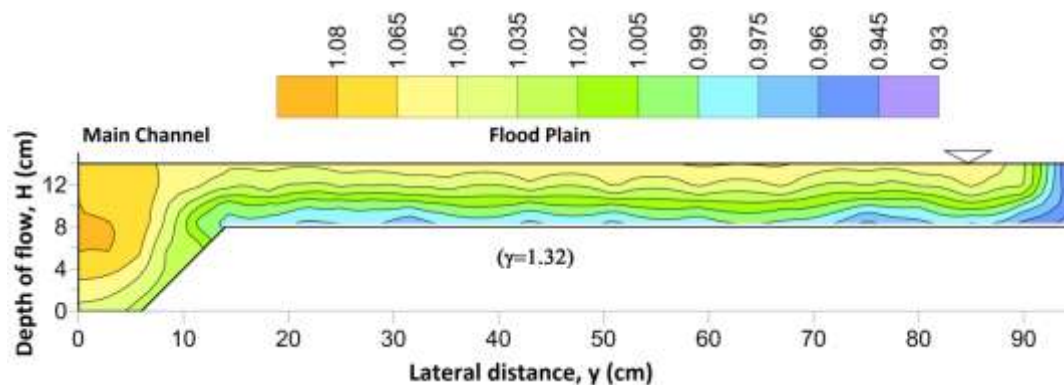 1.08 1.065 1.05 1.035 1.02 1.005 0.99 0.975 0.96 0.945 0.93
Main Channel Flood Plain
Depth of flow, H (cm)
12
8
4
0
(γ=1.32)
0 10 20 30 40 50 60 70 80 90
Lateral distance, y (cm)